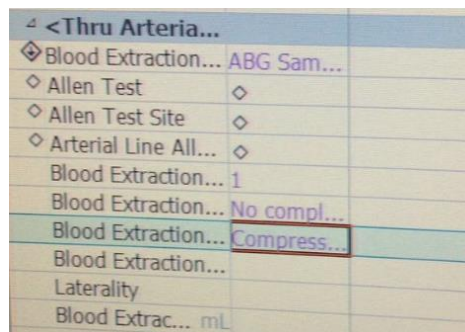 <Thru Arteria...
Blood Extraction... ABG Sam...
Allen Test
Allen Test Site
Arterial Line All...
Blood Extraction... 1
Blood Extraction... No compl...
Blood Extraction... Compress...
Blood Extraction...
Laterality
Blood Extrac... mL